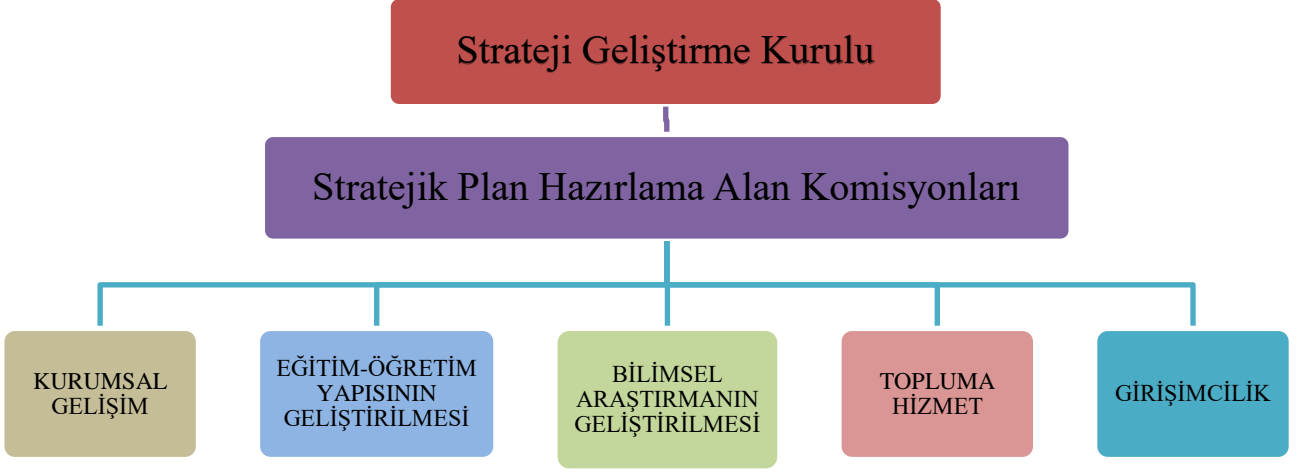 Strateji Geliştirme Kurulu
Stratejik Plan Hazırlama Alan Komisyonları
KURUMSAL
GELİŞİM
EĞİTİM-ÖĞRETİM
YAPISININ
GELİŞTİRİLMESİ
BİLİMSEL
ARAŞTIRMANIN
GELİŞTİRİLMESİ
TOPLUMA
HİZMET
GİRİŞİMCİLİK